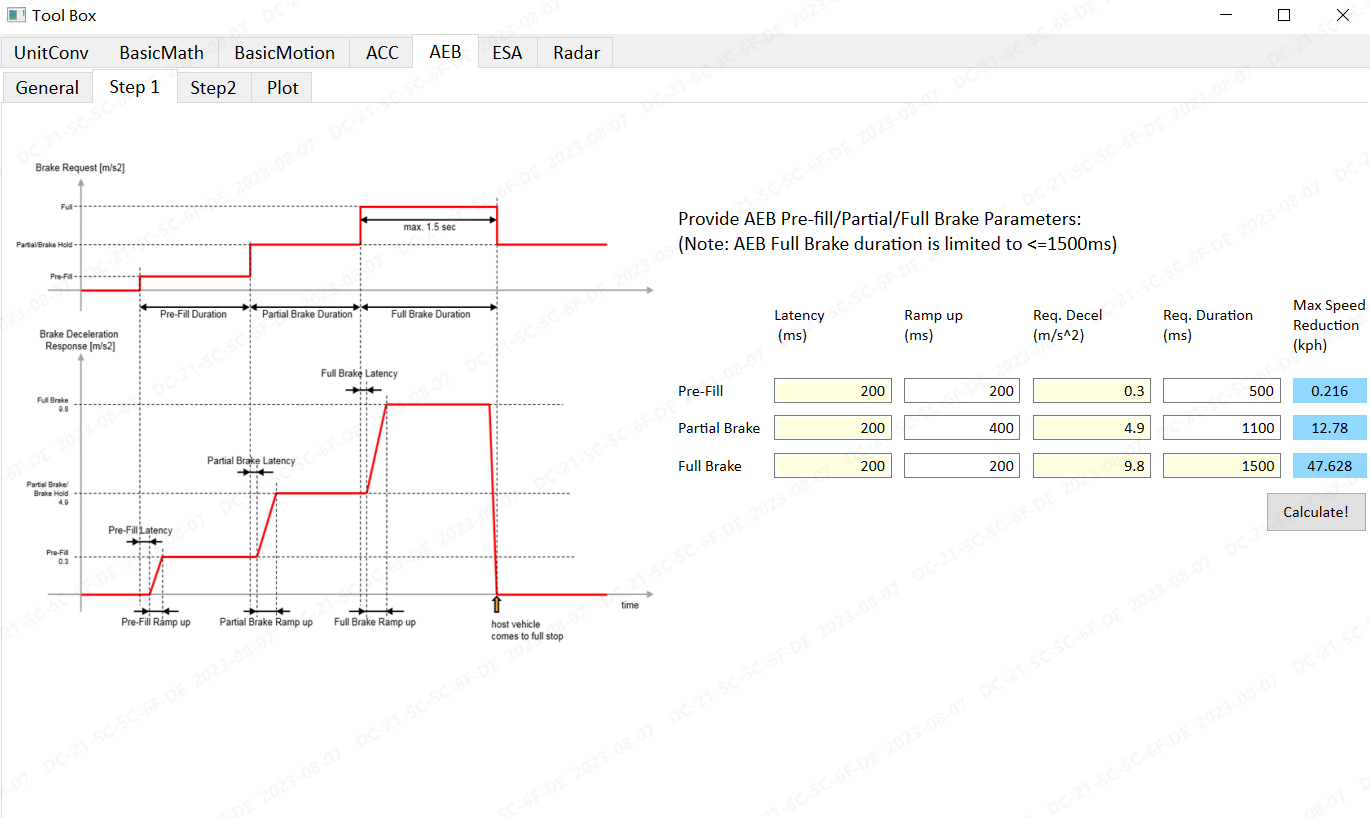 Tool Box
UnitConv BasicMath BasicMotion ACC AEB ESA Radar
General Step 1 Step2 Plot
Brake Request [m/s2]
Full
max. 1.5 sec
Partial/Brake Hold
Pre-Fill
Pre-Fill Duration Partial Brake Duration Full Brake Duration
Brake Deceleration
Response [m/s2]
Full Brake Latency
Full Brake
9.8
Partial Brake Latency
Partial Brake/
Brake Hold
4.9
Pre-Fill Latency
Pre-Fill
0.3
time
Pre-Fill Ramp up Partial Brake Ramp up Full Brake Ramp up
host vehicle
comes to full stop
Provide AEB Pre-fill/Partial/Full Brake Parameters:
(Note: AEB Full Brake duration is limited to <=1500ms)
Latency
(ms)
Ramp up
(ms)
Req. Decel
(m/s^2)
Req. Duration
(ms)
Max Speed
Reduction
(kph)
Pre-Fill 200 200 0.3 500 0.216
Partial Brake 200 400 4.9 1100 12.78
Full Brake 200 200 9.8 1500 47.628
Calculate!
DC-21-5C-5C-6F-DE 2023-08-07